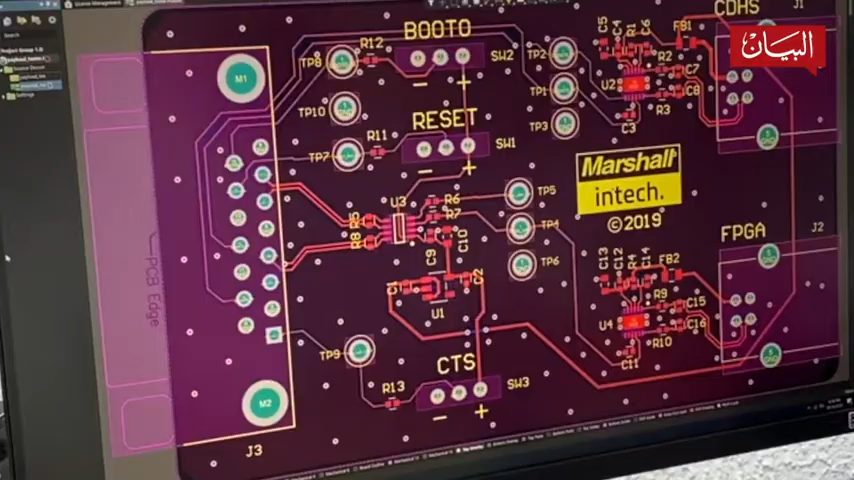 CDHS
J1
البيان
BOOTO
SW2
R12
TP8
TP10
TP7
R11
RESET
SW1
TP2
TP1
TP3
C5
C4
R1
C6
FB1
U2
R2
C7
C8
R3
C3
Marshall
intech.
©2019
M1
R5
R8
U3
R6
R7
C9
C10
TP5
TP4
TP6
FPGA
J2
C13
C12
R4
C14
FB2
U4
R9
C15
C16
R10
C11
C1
C2
U1
PCB Edge
TP9
R13
CTS
SW3
M2
J3